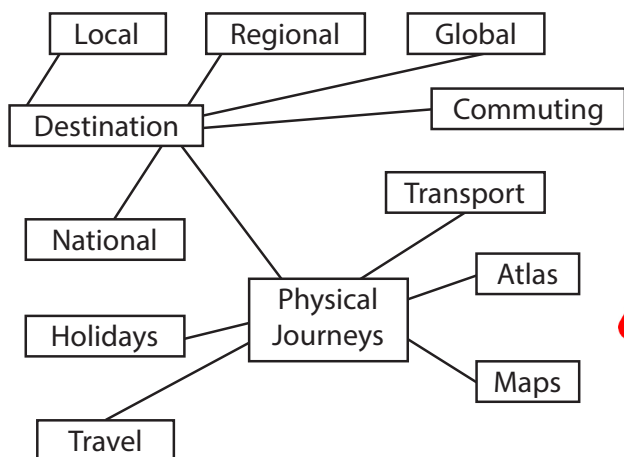 Local
Regional
Global
Destination
Commuting
Transport
National
Atlas
Physical
Journeys
Holidays
Maps
Travel